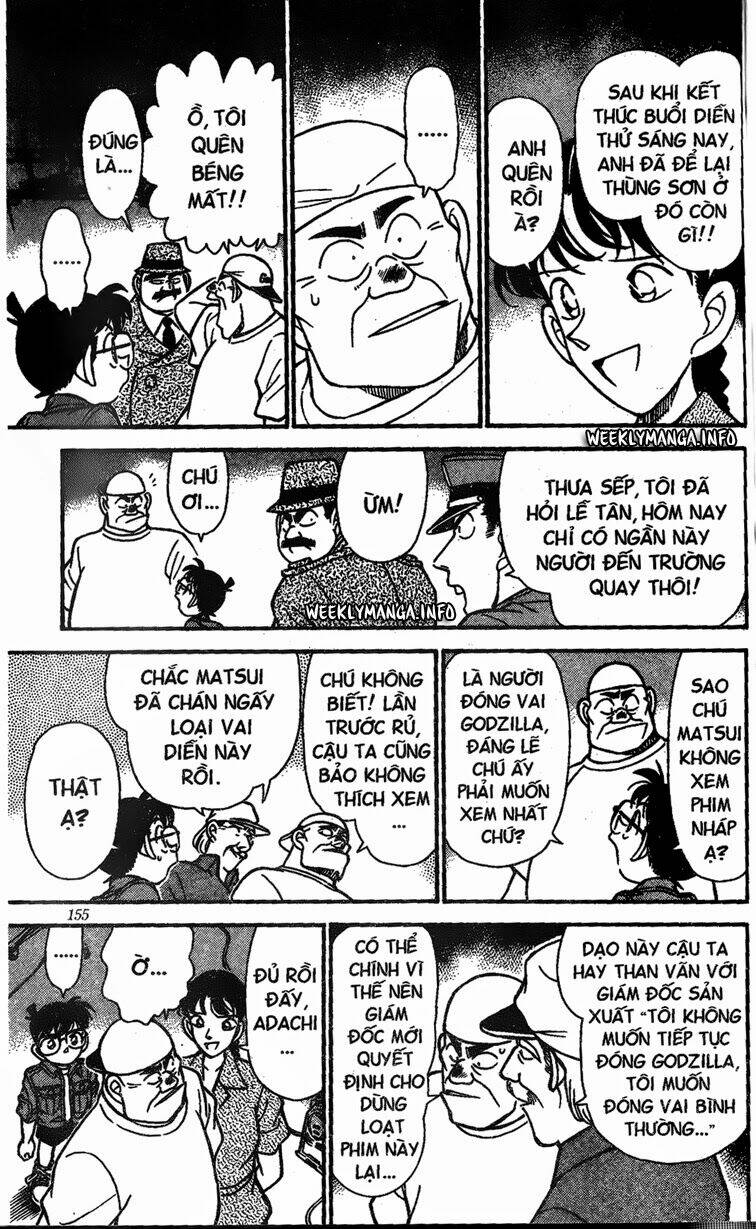 SAU KHI KẾT
THÚC BUỔI DIỄN
THỬ SÁNG NAY,
ANH ĐÃ ĐỂ LẠI
THÙNG SƠN Ở
ĐÓ CÒN
GÌ!!
ANH
QUÊN RỒI
À?
......
Ồ, TÔI
QUÊN
BÉNG
MẤT!!
ĐÚNG
LÀ...
......
WEEKLYMANGA.INFO
THƯA SẾP, TÔI ĐÃ
HỎI LỄ TÂN, HÔM NAY
CHỈ CÓ NGẦN NÀY
NGƯỜI ĐẾN TRƯỜNG
QUAY THÔI!
ỪM!
CHÚ
ƠI...
WEEKLYMANGA.INFO
SAO
CHÚ
MATSUI
KHÔNG
XEM
PHIM
NHÁP
Ạ?
LÀ NGƯỜI
ĐÓNG VAI
GODZILLA,
ĐÁNG LẼ
CHÚ ẤY
PHẢI MUỐN
XEM NHẤT
CHỨ?
CHÚ KHÔNG
BIẾT! LẦN
TRƯỚC RỦ,
CẬU TA CŨNG
BẢO KHÔNG
THÍCH XEM
...
CHẮC MATSUI
ĐÃ CHÁN NGẤY
LOẠI VAI
DIỄN NÀY
RỒI.
THẬT
Ạ?
155
DẠO NÀY CẬU TA
HAY THAN VÃN VỚI
GIÁM ĐỐC SẢN
XUẤT "TÔI KHÔNG
MUỐN TIẾP TỤC
ĐÓNG GODZILLA,
TÔI MUỐN
ĐÓNG VAI BÌNH
THƯỜNG..."
CÓ THỂ
CHÍNH VÌ
THẾ NÊN
GIÁM
ĐỐC MỚI
QUYẾT
ĐỊNH CHO
DỪNG
LOẠT
PHIM NÀY
LẠI...
ĐỦ RỒI
ĐẤY,
ADACHI
...
Ờ...
......